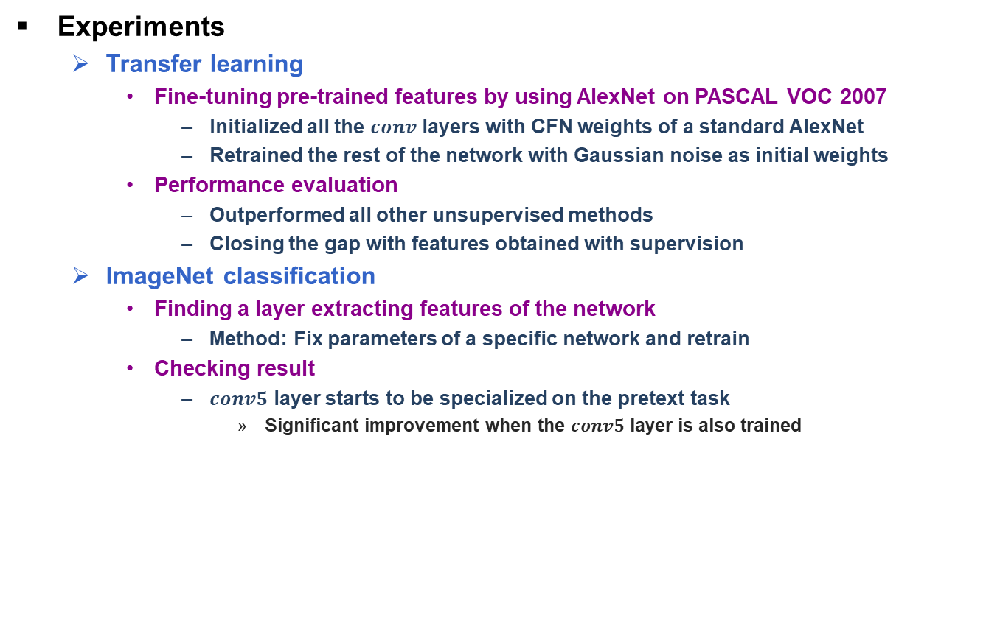 ▪ Experiments
➢ Transfer learning
• Fine-tuning pre-trained features by using AlexNet on PASCAL VOC 2007
– Initialized all the conv layers with CFN weights of a standard AlexNet
– Retrained the rest of the network with Gaussian noise as initial weights
• Performance evaluation
– Outperformed all other unsupervised methods
– Closing the gap with features obtained with supervision
➢ ImageNet classification
• Finding a layer extracting features of the network
– Method: Fix parameters of a specific network and retrain
• Checking result
– conv5 layer starts to be specialized on the pretext task
» Significant improvement when the conv5 layer is also trained